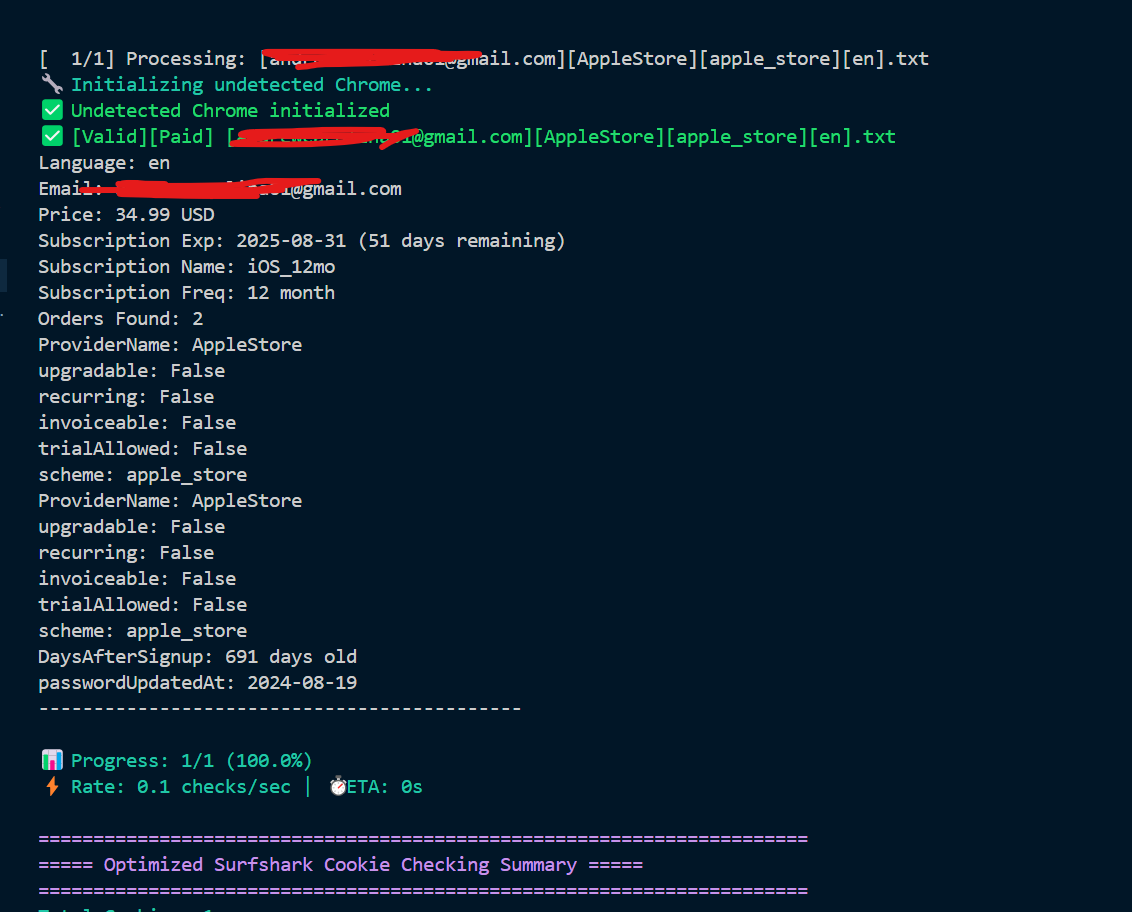 [  1/1] Processing: [and gmail.com][AppleStore][apple_store][en].txt
🔧 Initializing undetected Chrome...
✅ Undetected Chrome initialized
✅ [Valid][Paid] [ @gmail.com][AppleStore][apple_store][en].txt
Language: en
Email: @gmail.com
Price: 34.99 USD
Subscription Exp: 2025-08-31 (51 days remaining)
Subscription Name: iOS_12mo
Subscription Freq: 12 month
Orders Found: 2
ProviderName: AppleStore
upgradable: False
recurring: False
invoiceable: False
trialAllowed: False
scheme: apple_store
ProviderName: AppleStore
upgradable: False
recurring: False
invoiceable: False
trialAllowed: False
scheme: apple_store
DaysAfterSignup: 691 days old
passwordUpdatedAt: 2024-08-19
--------------------------------------------
📊 Progress: 1/1 (100.0%)
⚡ Rate: 0.1 checks/sec | ⏱️ETA: 0s
======================================================================
===== Optimized Surfshark Cookie Checking Summary =====
======================================================================